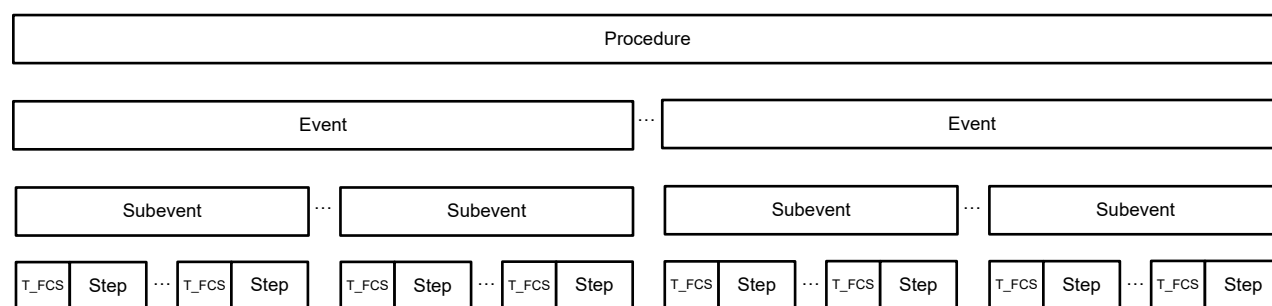 Procedure
Event ... Event
Subevent ... Subevent Subevent ... Subevent
T_FCS Step ... T_FCS Step T_FCS Step ... T_FCS Step T_FCS Step ... T_FCS Step T_FCS Step ... T_FCS Step